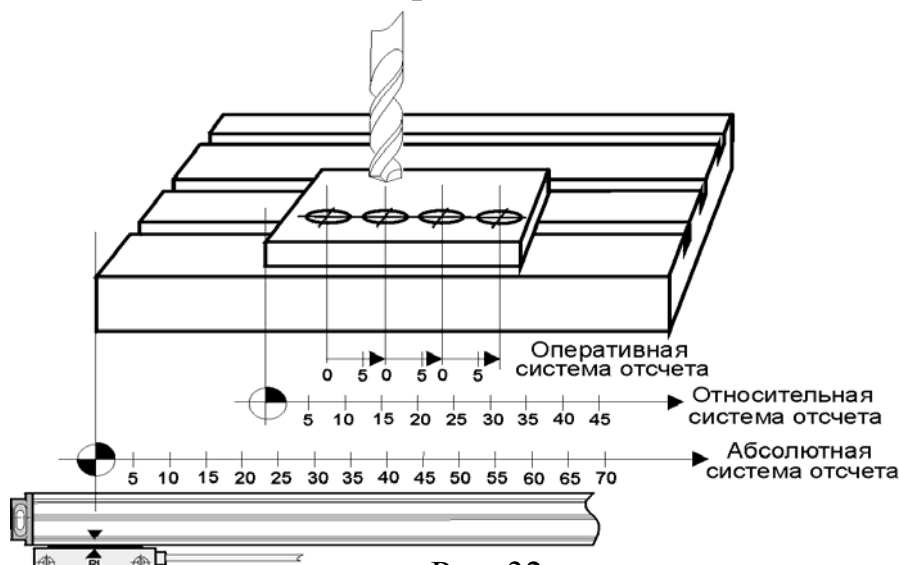 Оперативная
система отсчета
0 5 0 5 0 5
Относительная
система отсчета
5 10 15 20 25 30 35 40 45
Абсолютная
система отсчета
5 10 15 20 25 30 35 40 45 50 55 60 65 70